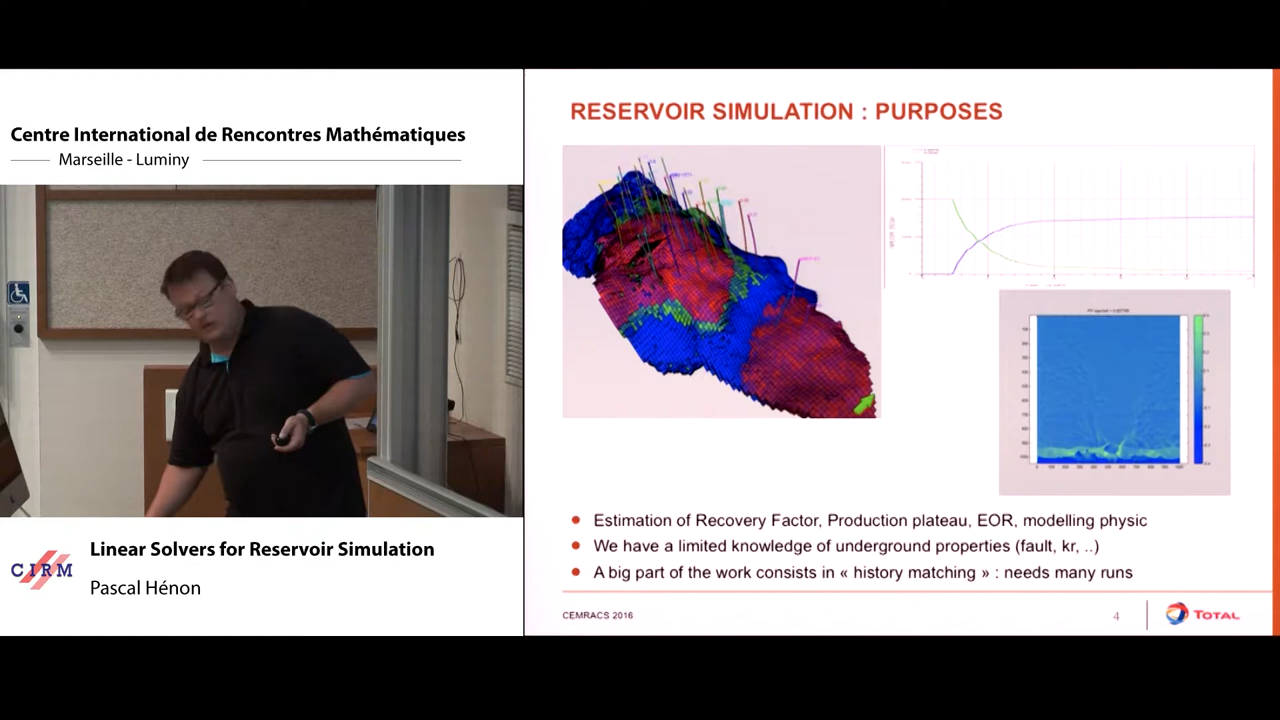 Centre International de Rencontres Mathématiques
Marseille - Luminy
CIRM
Linear Solvers for Reservoir Simulation
Pascal Hénon
RESERVOIR SIMULATION : PURPOSES
• Estimation of Recovery Factor, Production plateau, EOR, modelling physic
• We have a limited knowledge of underground properties (fault, kr, ..)
• A big part of the work consists in « history matching » : needs many runs
CEMRACS 2016
4
TOTAL